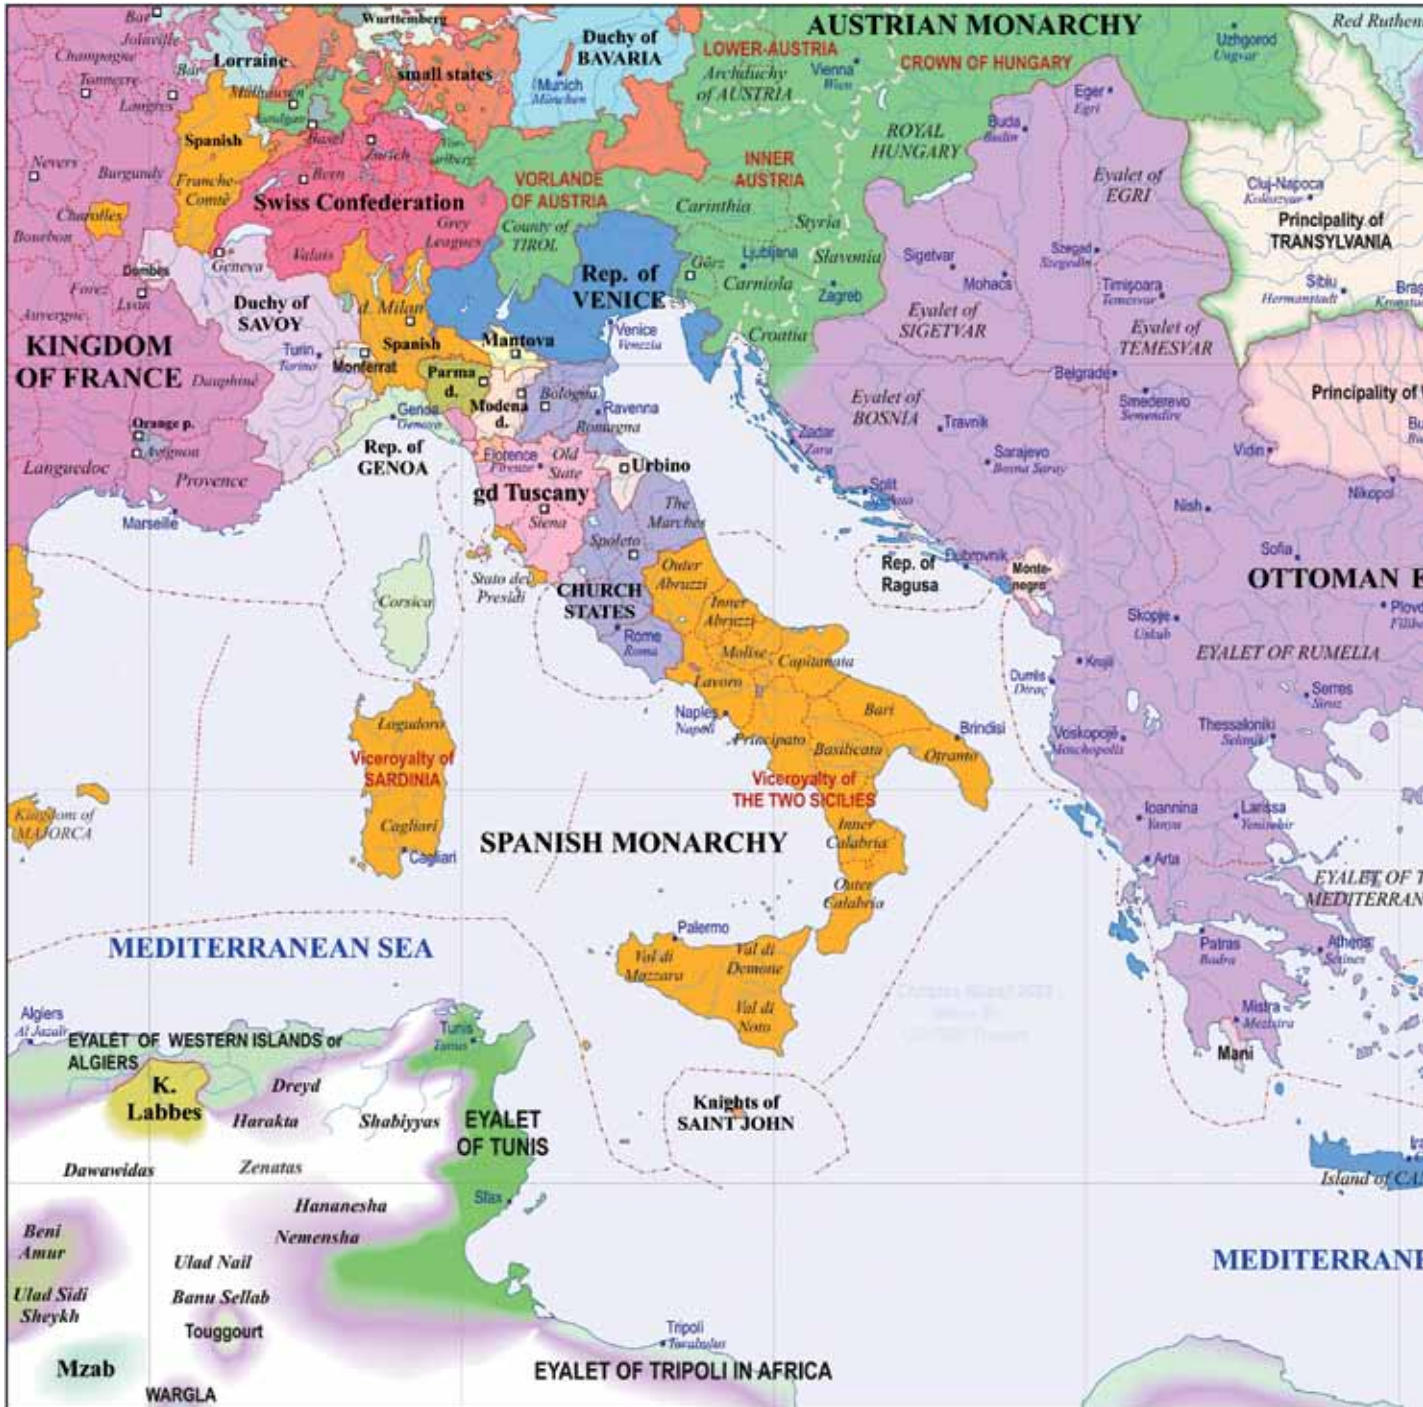 Bar
Joinville
Champagne
Tonnerre
Langres
Bar
Lorraine
Wurttemberg
small states
Mulhausen
Sundgau
Basel
Zurich
Bern
Nevers
Burgundy
Spanish
Franche-
Comtè
Charolles
Bourbon
Swiss Confederation
Valais
Grey
Leagues
Geneva
Dombes
Lyon
Forez
Auvergne
KINGDOM
OF FRANCE
Dauphiné
Orange p.
Avignon
Languedoc
Provence
Marseille
Duchy of
BAVARIA
Munich
München
AUSTRIAN MONARCHY
LOWER-AUSTRIA
Archduchy
of AUSTRIA
Vienna
Wien
CROWN OF HUNGARY
Uzhgorod
Ungvar
ROYAL
HUNGARY
VORLANDE
OF AUSTRIA
County of
TIROL
INNER
AUSTRIA
Carinthia
Styria
Görz
Ljubljana
Carniola
Slavonia
Zagreb
Croatia
Buda
Budin
Eger
Egri
Eyalet of
EGRI
Szeged
Szegedin
Sigetvar
Mohacs
Eyalet of
SIGETVAR
Timişoara
Temesvar
Eyalet of
TEMESVAR
Cluj-Napoca
Kolozsvar
Principality of
TRANSYLVANIA
Sibiu
Hermanstadt
Duchy of
SAVOY
Turin
Torino
Monferrat
d. Milan
Spanish
Rep. of
VENICE
Venice
Venezia
Mantova
Parma
d.
Modena
d.
Bologna
Ravenna
Romagna
Genoa
Genova
Rep. of
GENOA
Florence
Firenze
Old
State
gd Tuscany
Siena
Urbino
The
Marches
Spoleto
CHURCH
STATES
Rome
Roma
Stato dei
Presidi
Corsica
Belgrade
Smederevo
Semendire
Eyalet of
BOSNIA
Travnik
Sarajevo
Bosna Saray
Zadar
Zara
Split
Dubrovnik
Rep. of
Ragusa
Monte-
negro
Principality of
Vidin
Nikopol
Nish
Sofia
OTTOMAN E
Skopje
Uskub
EYALET OF RUMELIA
Kruji
Durrës
Diraç
Serres
Siroz
Voskopojë
Moschopolis
Thessaloniki
Selanik
Ioannina
Yanya
Larissa
Yenisehir
Arta
EYALET OF T
MEDITERRAN
Patras
Badra
Athens
Setines
Mistra
Mezistra
Mani
Island of CA
MEDITERRANE
Outer
Abruzzi
Inner
Abruzzi
Molise
Capitanata
Lavoro
Naples
Napoli
Principato
Bari
Basilicata
Brindisi
Otranto
Viceroyalty of
THE TWO SICILIES
Inner
Calabria
Outer
Calabria
Logudoro
Viceroyalty of
SARDINIA
Cagliari
Cagliari
Kingdom of
MAJORCA
SPANISH MONARCHY
MEDITERRANEAN SEA
Palermo
Val di
Mazzara
Val di
Demone
Val di
Noto
Knights of
SAINT JOHN
Algiers
Al Jazair
EYALET OF WESTERN ISLANDS or
ALGIERS
K.
Labbes
Dreyd
Harakta
Shabiyyas
Tunis
Tunus
EYALET
OF TUNIS
Sfax
Dawawidas
Zenatas
Hananesha
Nemensha
Beni
Amur
Ulad Nail
Ulad Sidi
Sheykh
Banu Sellab
Touggourt
Mzab
WARGLA
Tripoli
Tarabulus
EYALET OF TRIPOLI IN AFRICA